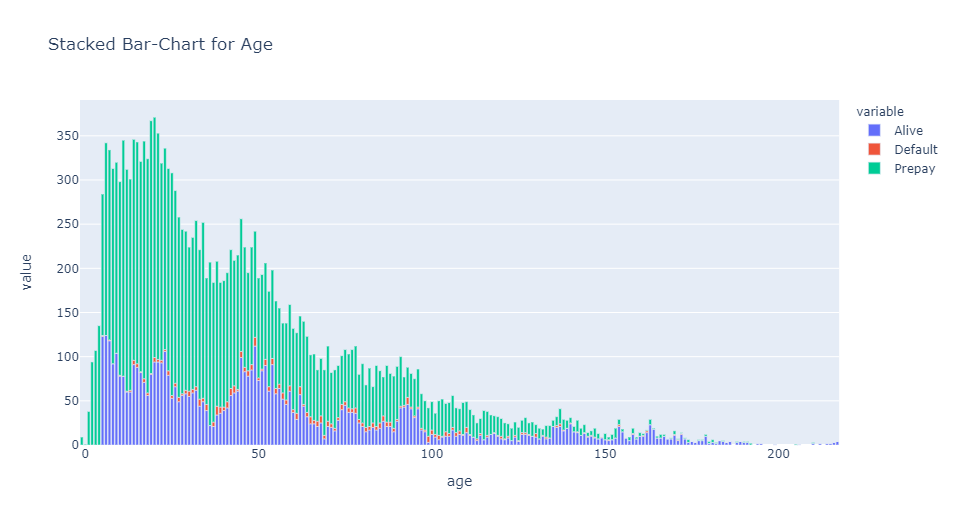 Stacked Bar-Chart for Age
variable
Alive
Default
Prepay
value
350
300
250
200
150
100
50
0
0 50 100 150 200
age